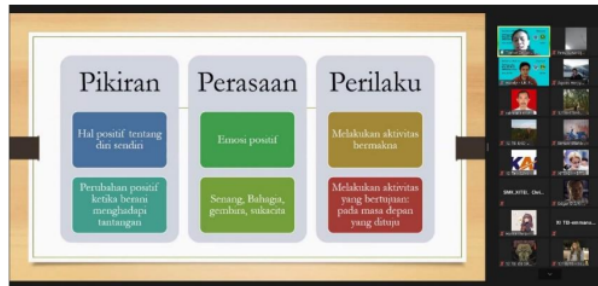 Pikiran
Perasaan
Perilaku
Hal positif tentang
diri sendiri
Emosi positif
Melakukan aktivitas
bermakna
Perubahan positif
ketika berani
menghadapi
tantangan
Senang, Bahagia,
gembira, sukacita
Melakukan aktivitas
yang bertujuan:
pada masa depan
yang dituju